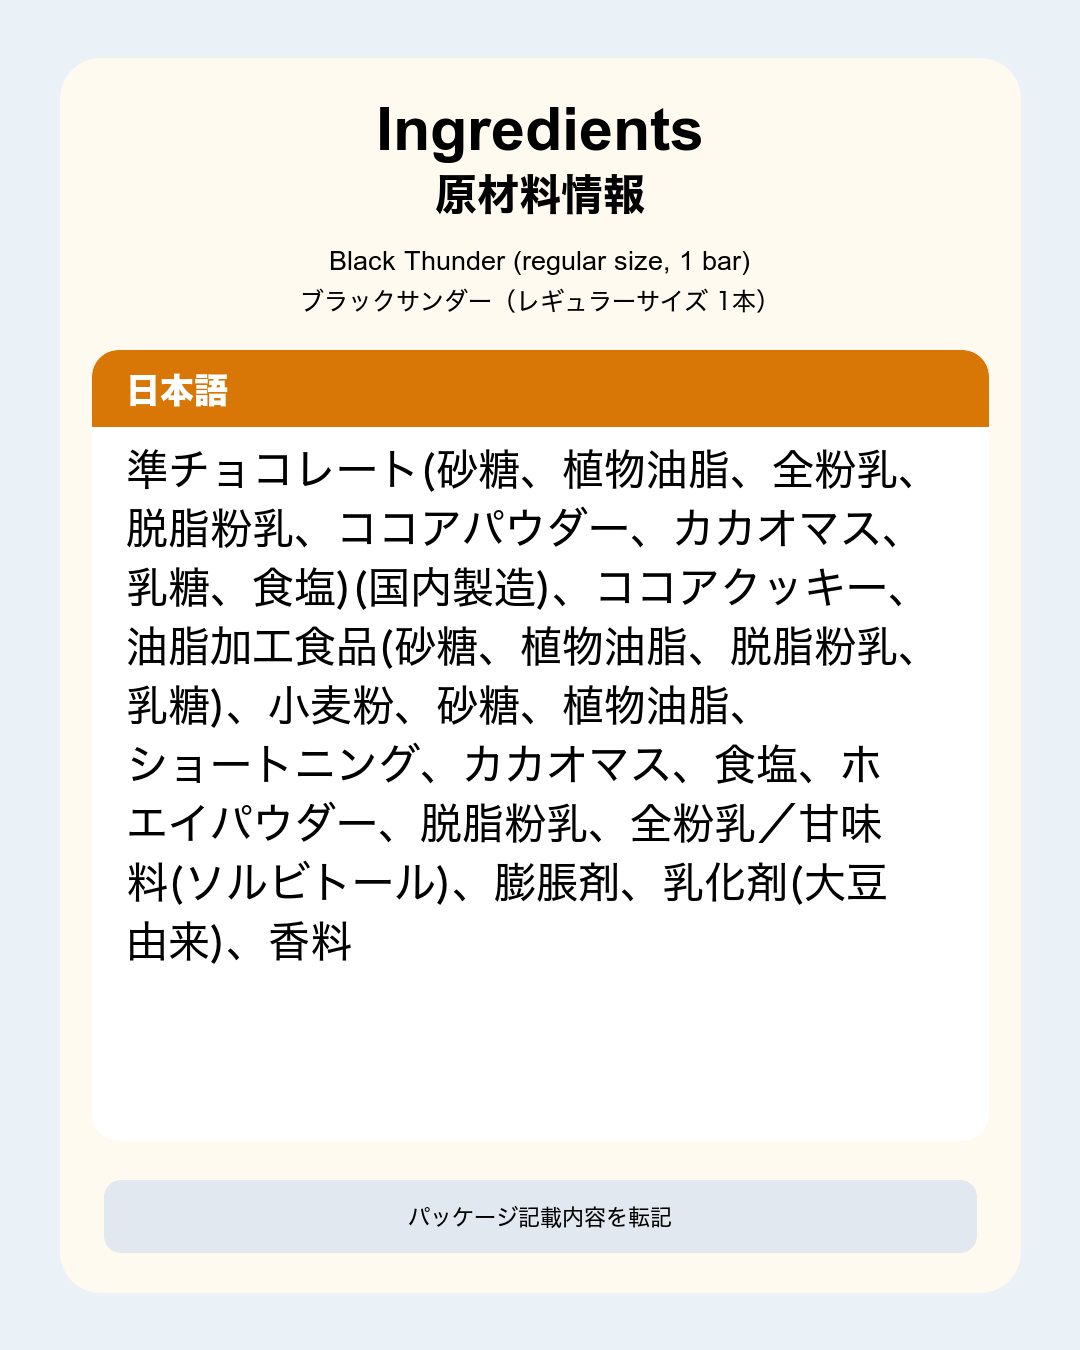 Ingredients
原材料情報
Black Thunder (regular size, 1 bar)
ブラックサンダー（レギュラーサイズ 1本）
日本語
準チョコレート(砂糖、植物油脂、全粉乳、
脱脂粉乳、ココアパウダー、カカオマス、
乳糖、食塩)(国内製造)、ココアクッキー、
油脂加工食品(砂糖、植物油脂、脱脂粉乳、
乳糖)、小麦粉、砂糖、植物油脂、
ショートニング、カカオマス、食塩、ホ
エイパウダー、脱脂粉乳、全粉乳／甘味
料(ソルビトール)、膨脹剤、乳化剤(大豆
由来)、香料
パッケージ記載内容を転記